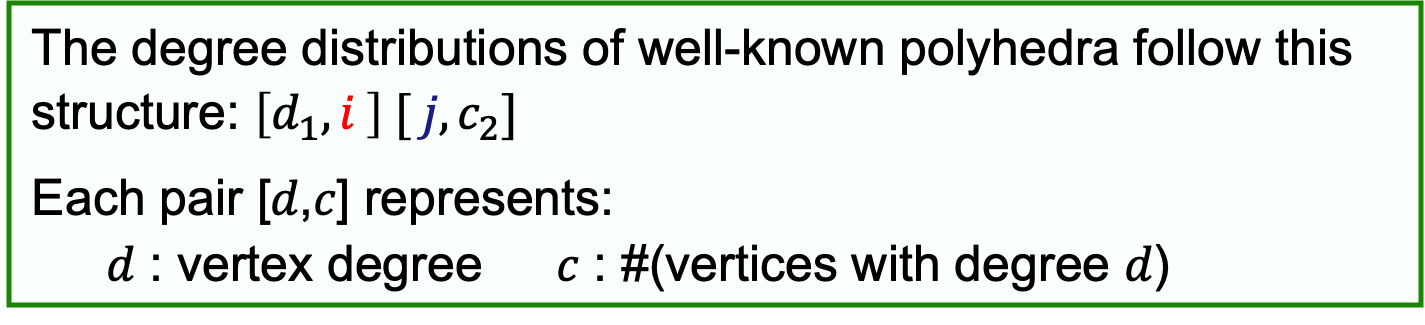 The degree distributions of well-known polyhedra follow this
structure: [d₁, i ] [ j, c₂]
Each pair [d,c] represents:
d : vertex degree c : #(vertices with degree d)